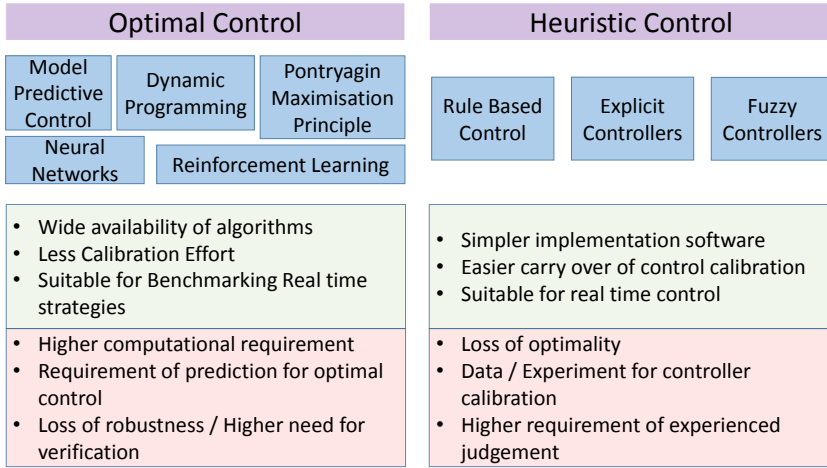 Optimal Control
Model
Predictive
Control
Dynamic
Programming
Pontryagin
Maximisation
Principle
Neural
Networks
Reinforcement Learning
• Wide availability of algorithms
• Less Calibration Effort
• Suitable for Benchmarking Real time
strategies
• Higher computational requirement
• Requirement of prediction for optimal
control
• Loss of robustness / Higher need for
verification
Heuristic Control
Rule Based
Control
Explicit
Controllers
Fuzzy
Controllers
• Simpler implementation software
• Easier carry over of control calibration
• Suitable for real time control
• Loss of optimality
• Data / Experiment for controller
calibration
• Higher requirement of experienced
judgement